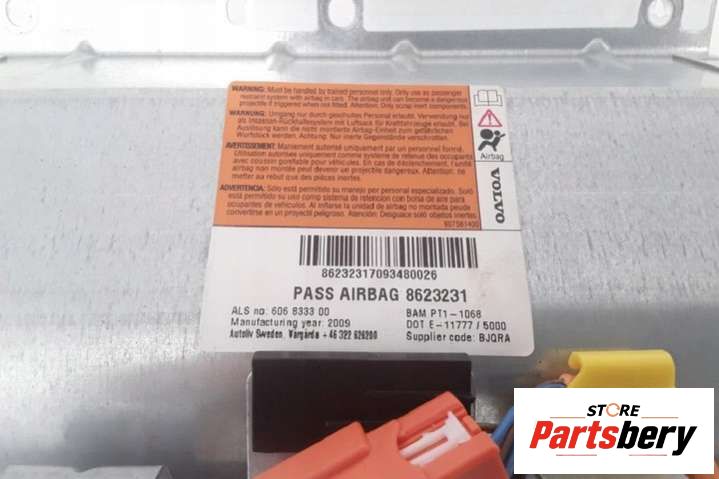 WARNING: Must be handled by trained personnel only. Only use as passenger
restraint system with airbag in cars. The airbag unit can become a dangerous
projectile if triggered when not fitted. Attention: Only scrap inert components.
WARNUNG: Umgang nur durch geschultes Personal erlaubt. Verwendung nur
als Insassen-Rückhaltesystem mit Luftsack für Kraftfahrzeuge erlaubt. Bei
Auslösung kann die nicht montierte Airbag-Einheit zum gefährlichen
Wurfstück werden, Achtung: Nur inerte Gegenstände verschrotten.
AVERTISSEMENT: Maniement autorisé uniquement par un personnel formé.
Utilisation autorisée uniquement comme système de retenue des occupants
avec coussin gonflable pour véhicules. En cas de déclenchement, l'unité
airbag non montée peut devenir un projectile dangereux. Attention: ne
mettre au rebut que des pièces inertes.
ADVERTENCIA: Sólo está permitido su manejo por personal especializado. Solo
está permitido su uso como sistema de retención con bolsa de aire para
ocupantes de vehículos. Al inflarse la unidad de airbag no montada peude
convertirse en un projectil peligroso. Atención: Desguace solo objetos inertes.
607561400
Airbag
VOLVO
86232317093480026
PASS AIRBAG 8623231
ALS no: 606 8333 00
BAM PT1-1068
Manufacturing year: 2009
DOT E-11777 / 5000
Autoliv Sweden, Vargarda + 46 322 626200
Supplier code: BJQRA
STORE
Partsbery